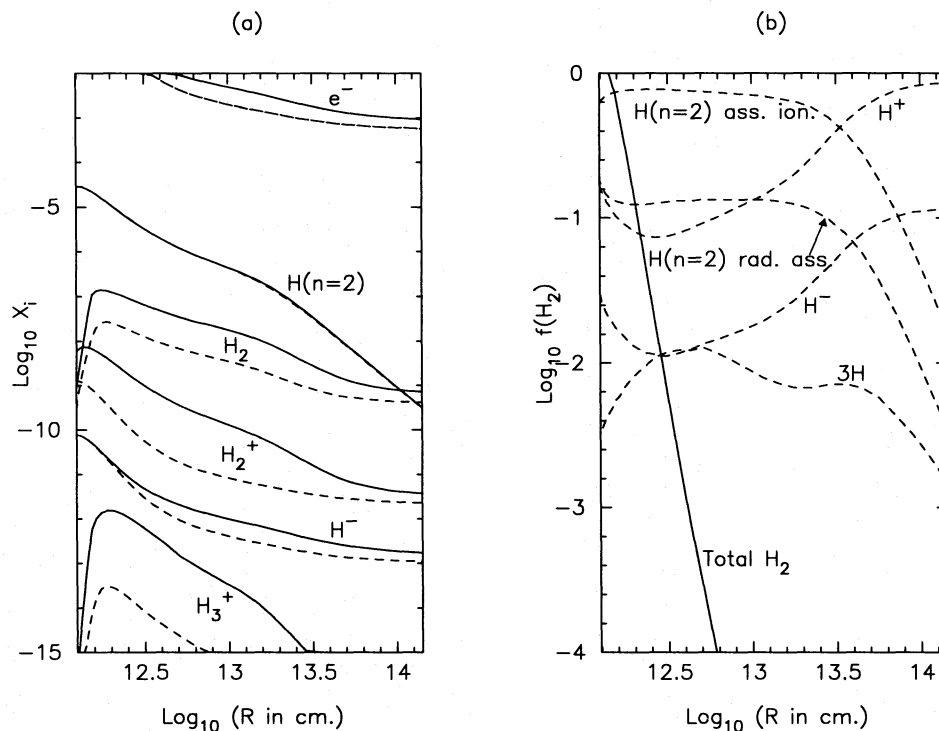 (a)
e⁻
H(n=2)
H₂
H₂⁺
H⁻
H₃⁺
−5
−10
−15
12.5 13 13.5 14
Log₁₀ Xᵢ
Log₁₀ (R in cm.)
(b)
H(n=2) ass. ion.
H⁺
H(n=2) rad. ass
H⁻
3H
Total H₂
0
−1
−2
−3
−4
12.5 13 13.5 14
Log₁₀ f(H₂)
Log₁₀ (R in cm.)